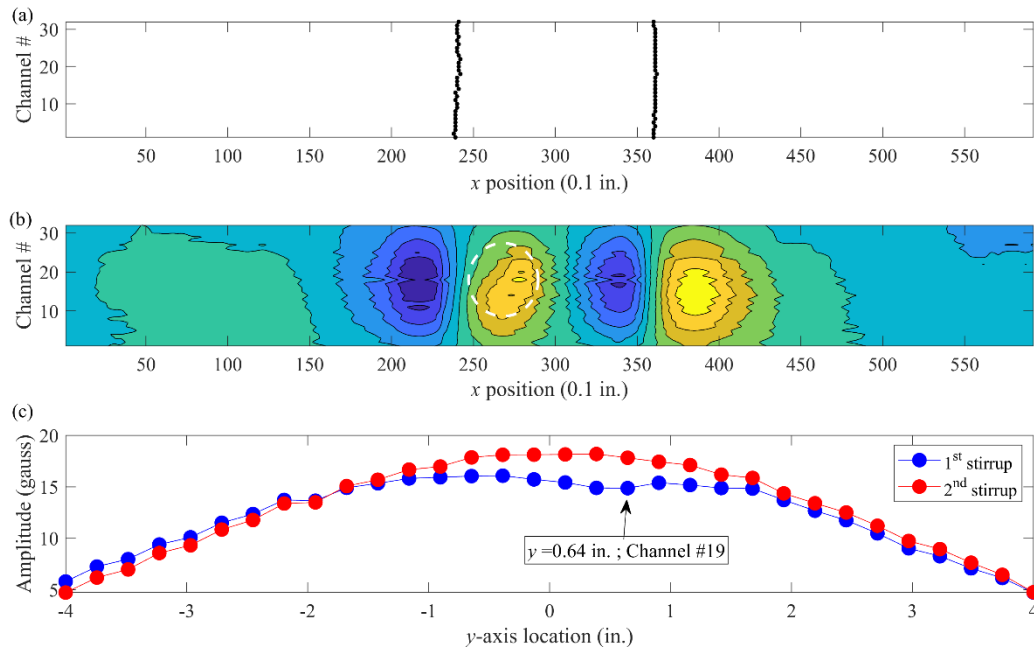 (a)
Channel #
30
20
10
50 100 150 200 250 300 350 400 450 500 550
x position (0.1 in.)
(b)
Channel #
30
20
10
50 100 150 200 250 300 350 400 450 500 550
x position (0.1 in.)
(c)
Amplitude (gauss)
20
15
10
5
1st stirrup
2nd stirrup
y =0.64 in. ; Channel #19
-4 -3 -2 -1 0 1 2 3 4
y-axis location (in.)